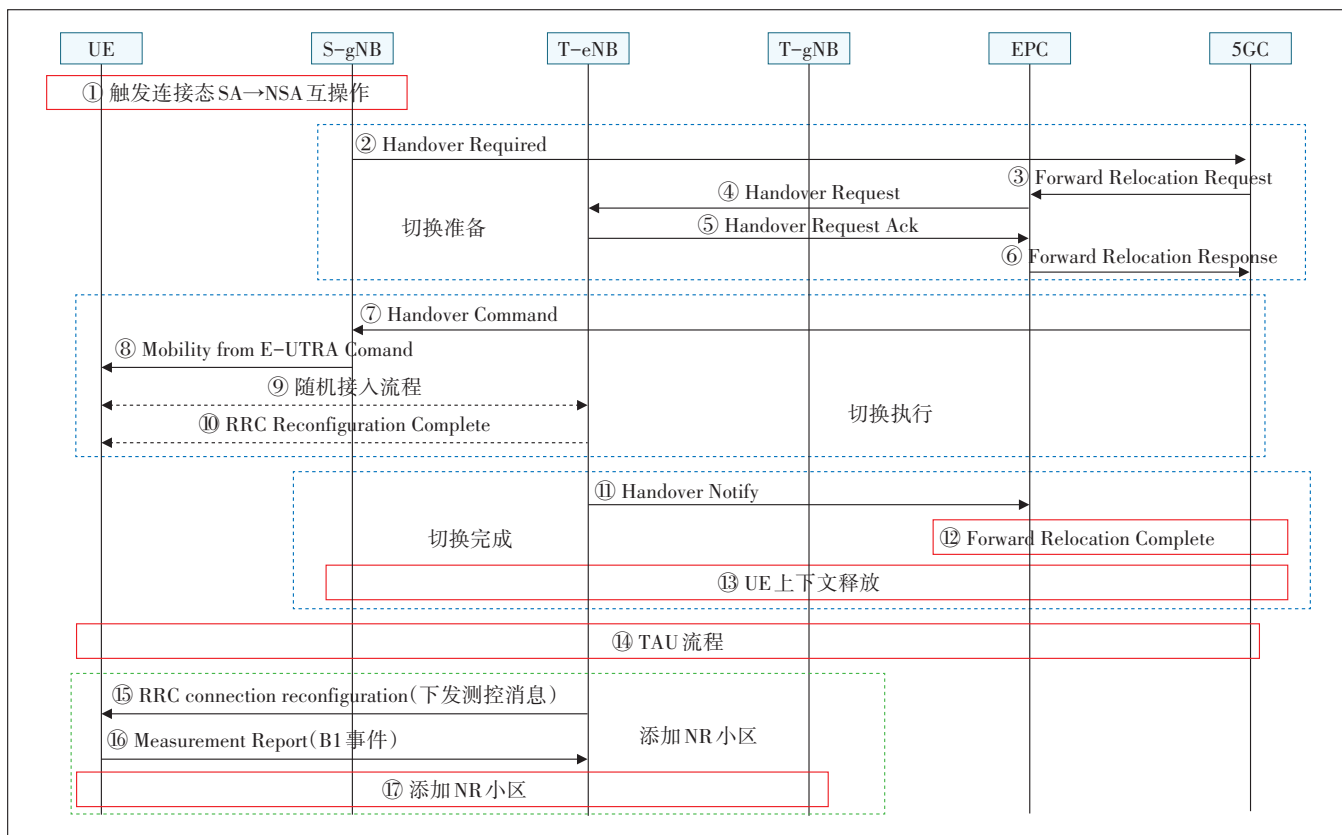 UE S-gNB T-eNB T-gNB EPC 5GC
① 触发连接态SA→NSA互操作
② Handover Required
③ Forward Relocation Request
④ Handover Request
切换准备
⑤ Handover Request Ack
⑥ Forward Relocation Response
⑦ Handover Command
⑧ Mobility from E-UTRA Comand
⑨ 随机接入流程
切换执行
⑩ RRC Reconfiguration Complete
⑪ Handover Notify
切换完成
⑫ Forward Relocation Complete
⑬ UE上下文释放
⑭ TAU流程
⑮ RRC connection reconfiguration(下发测控消息)
⑯ Measurement Report(B1事件)
添加NR小区
⑰ 添加NR小区